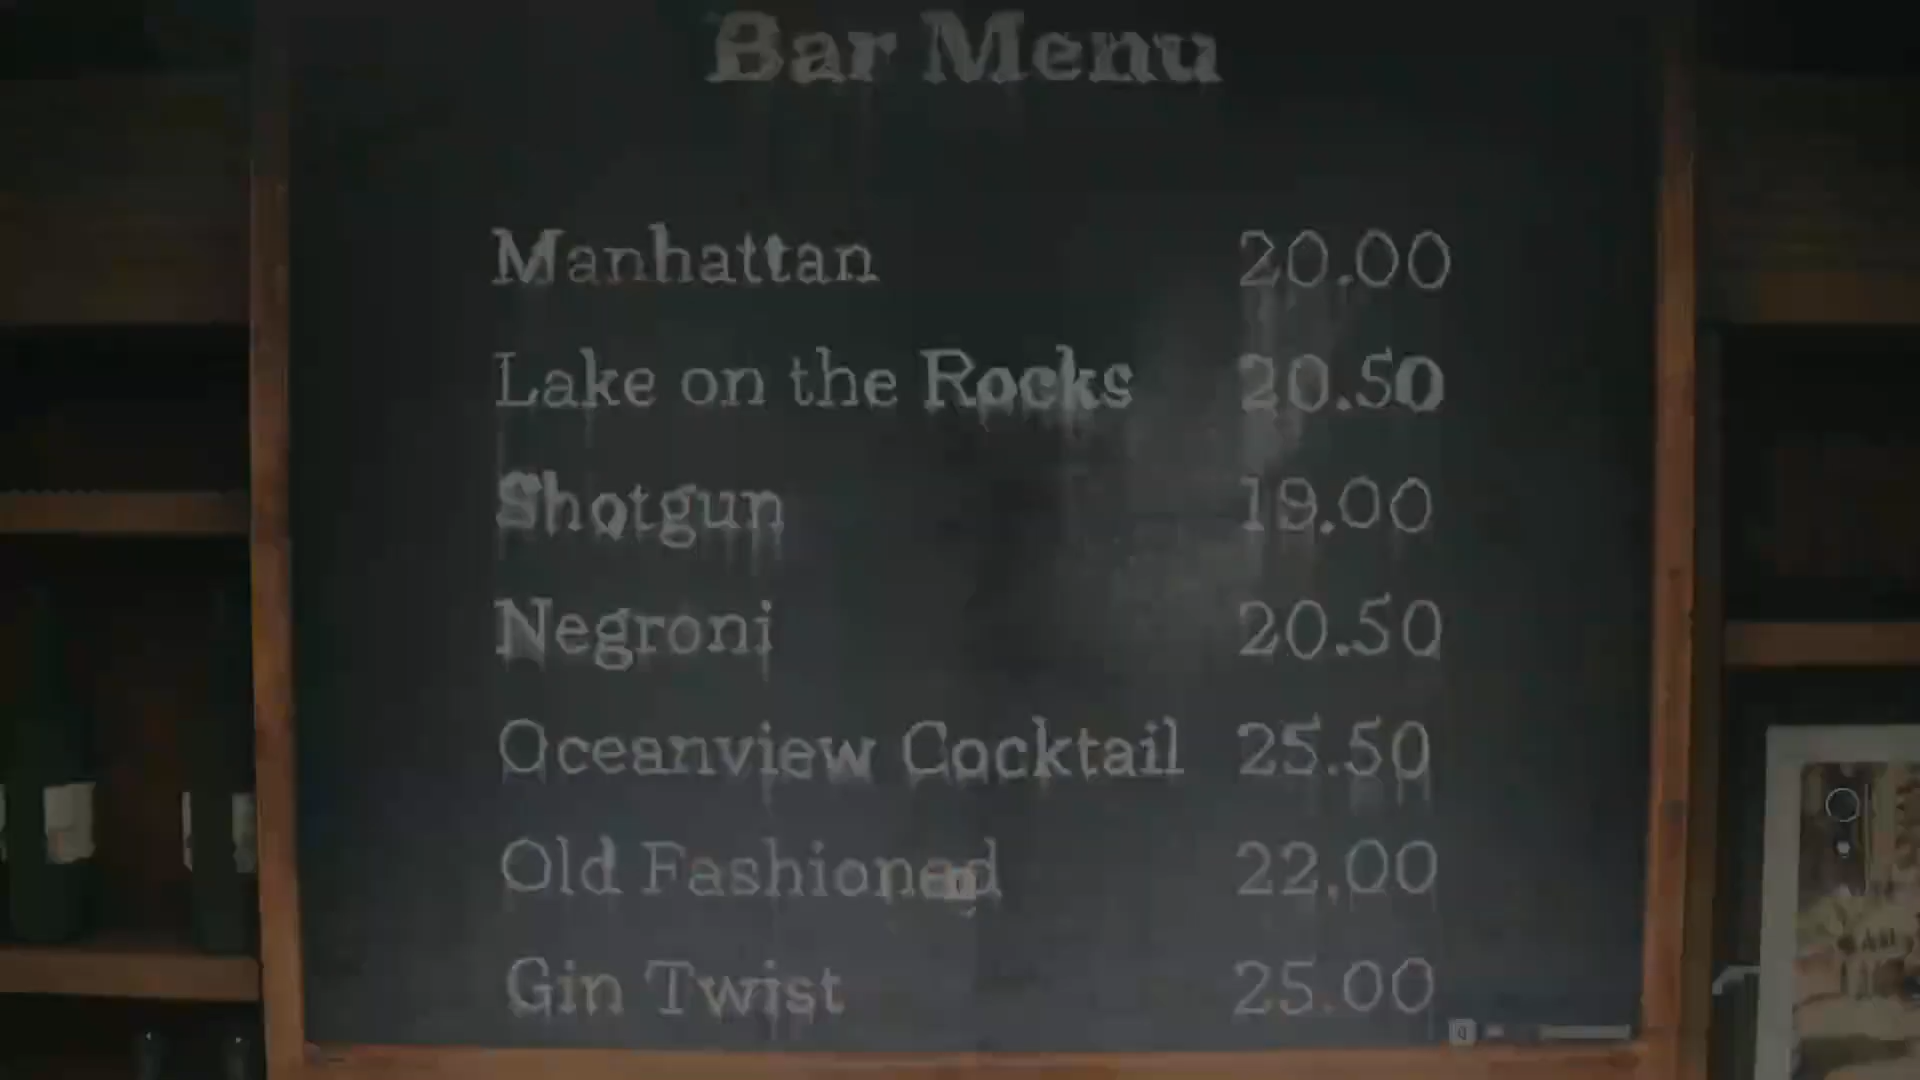 Bar Menu
Manhattan 20.00
Lake on the Rocks 20.50
Shotgun 19.00
Negroni 20.50
Oceanview Cocktail 25.50
Old Fashioned 22.00
Gin Twist 25.00